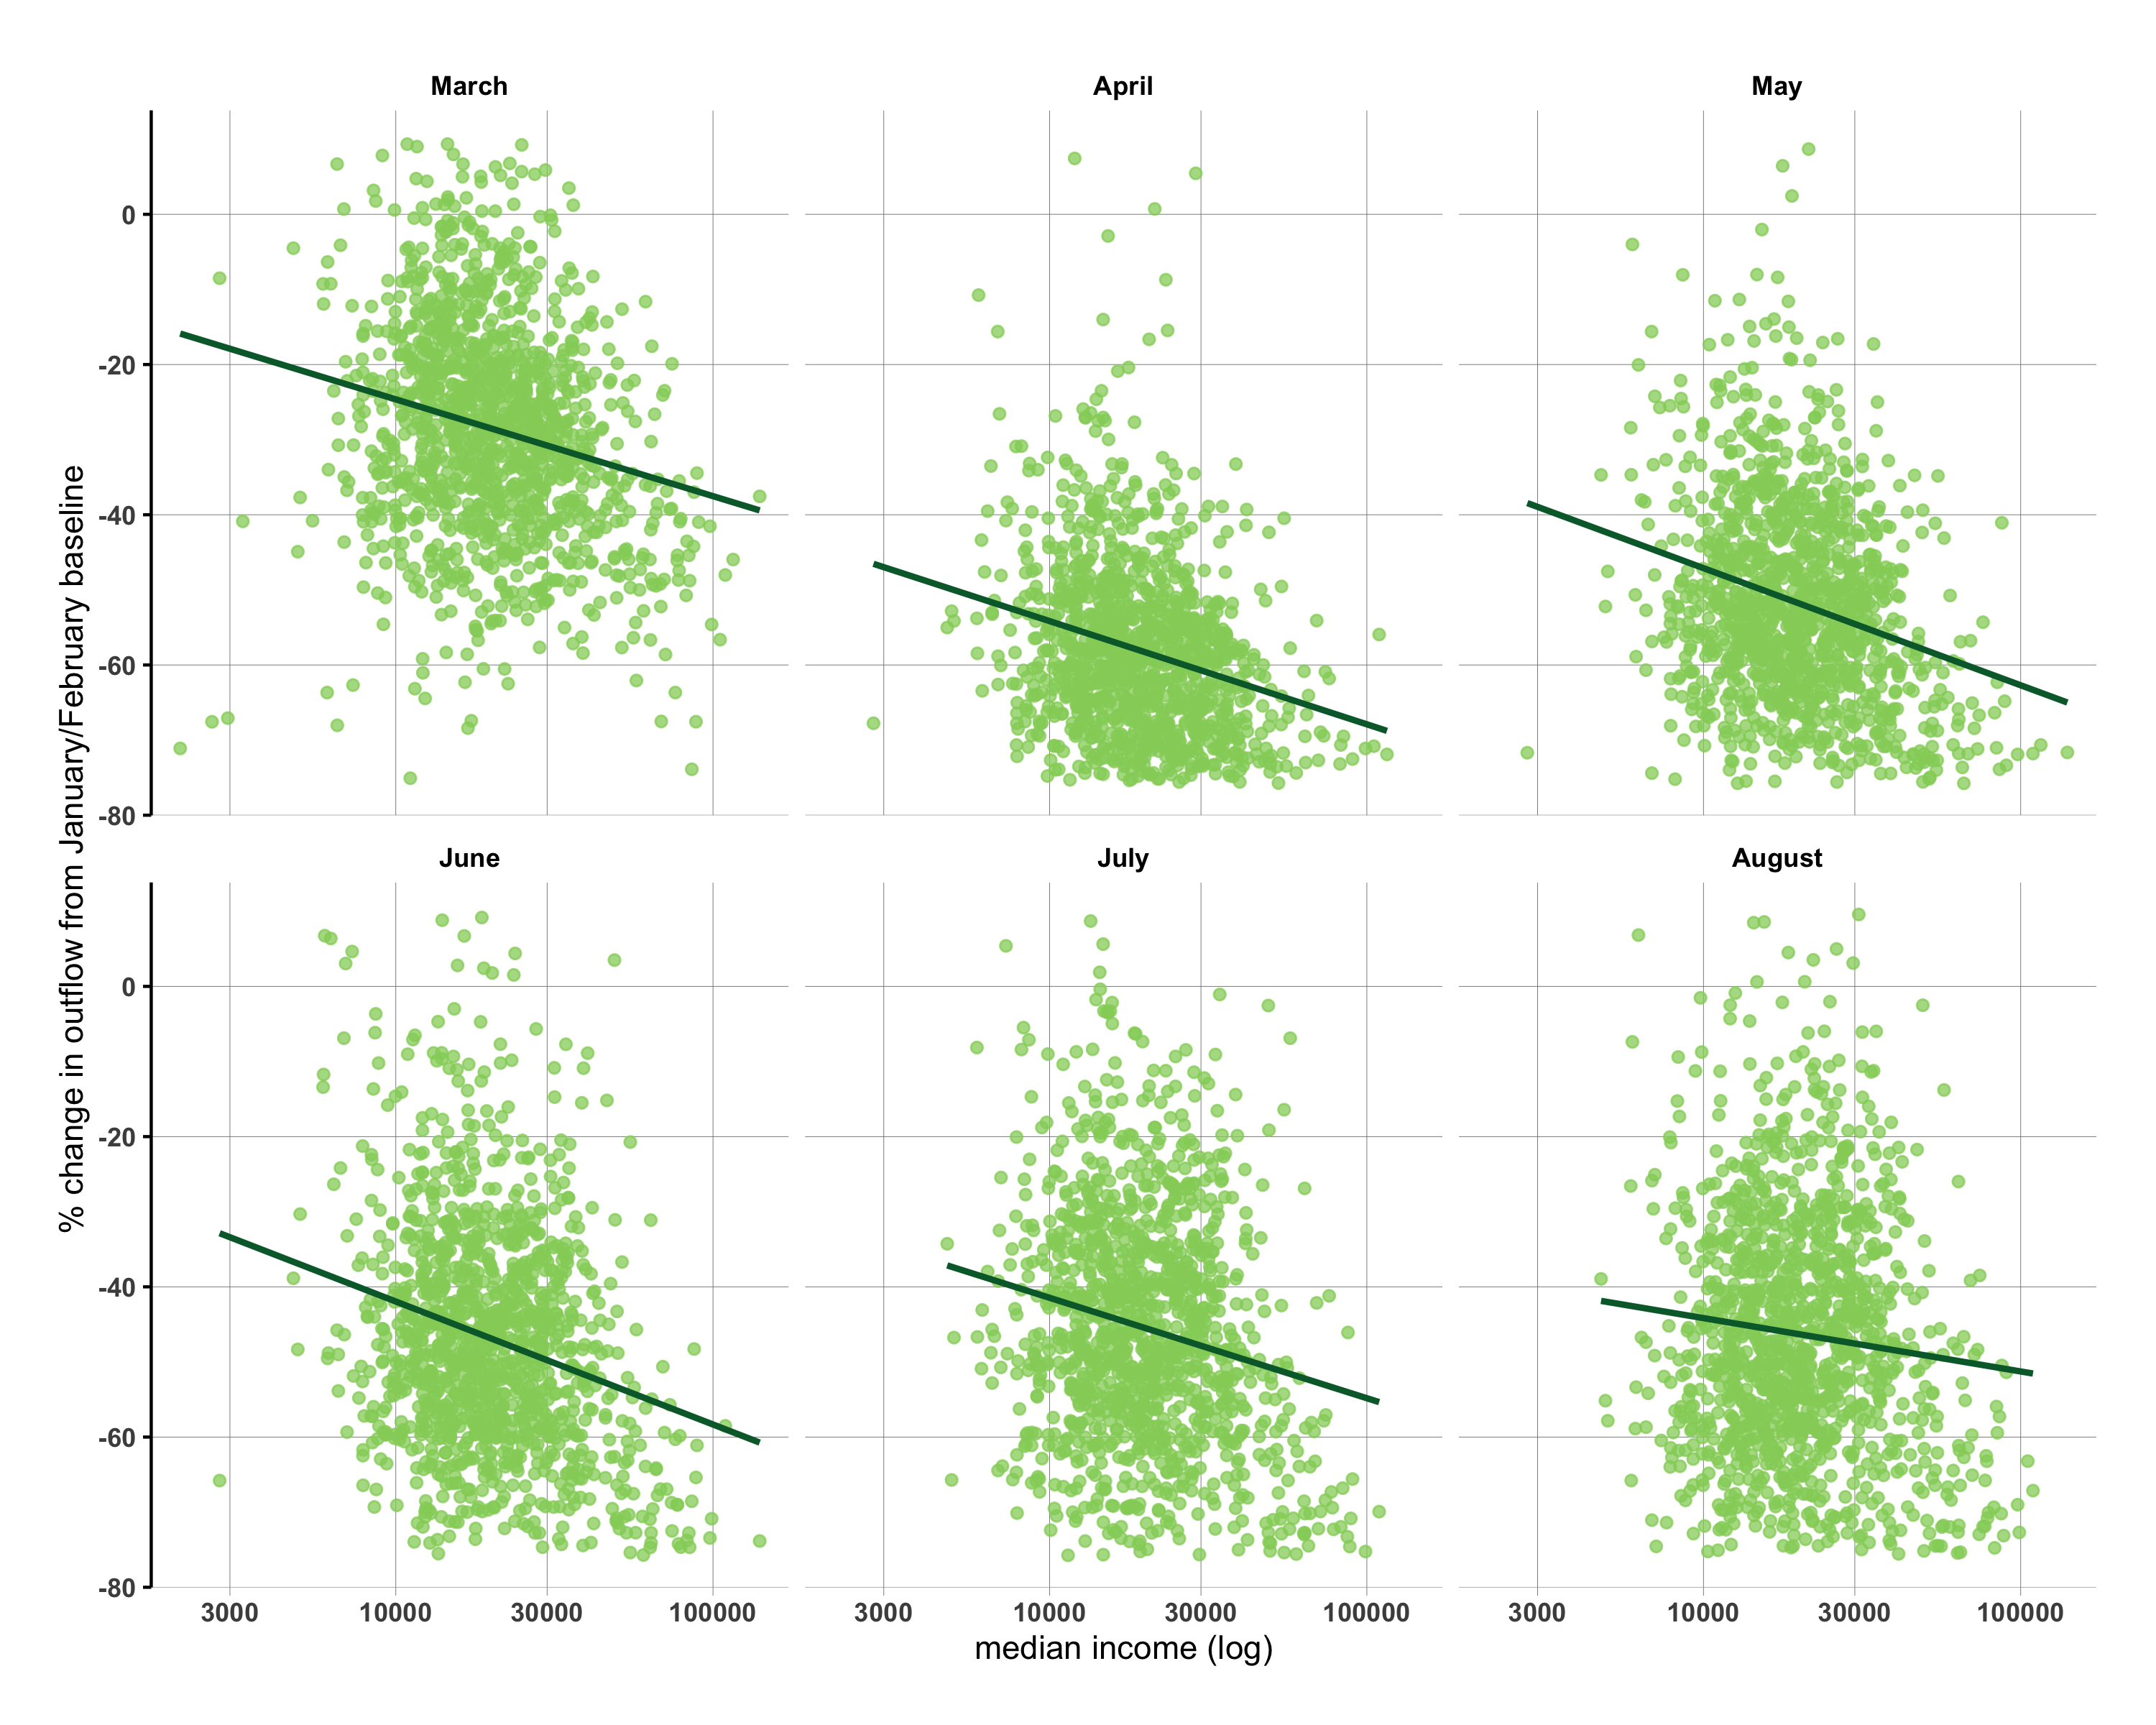 March
April
May
0
-20
-40
-60
-80
June
July
August
0
-20
-40
-60
-80
3000
10000
30000
100000
3000
10000
30000
100000
3000
10000
30000
100000
median income (log)
% change in outflow from January/February baseline